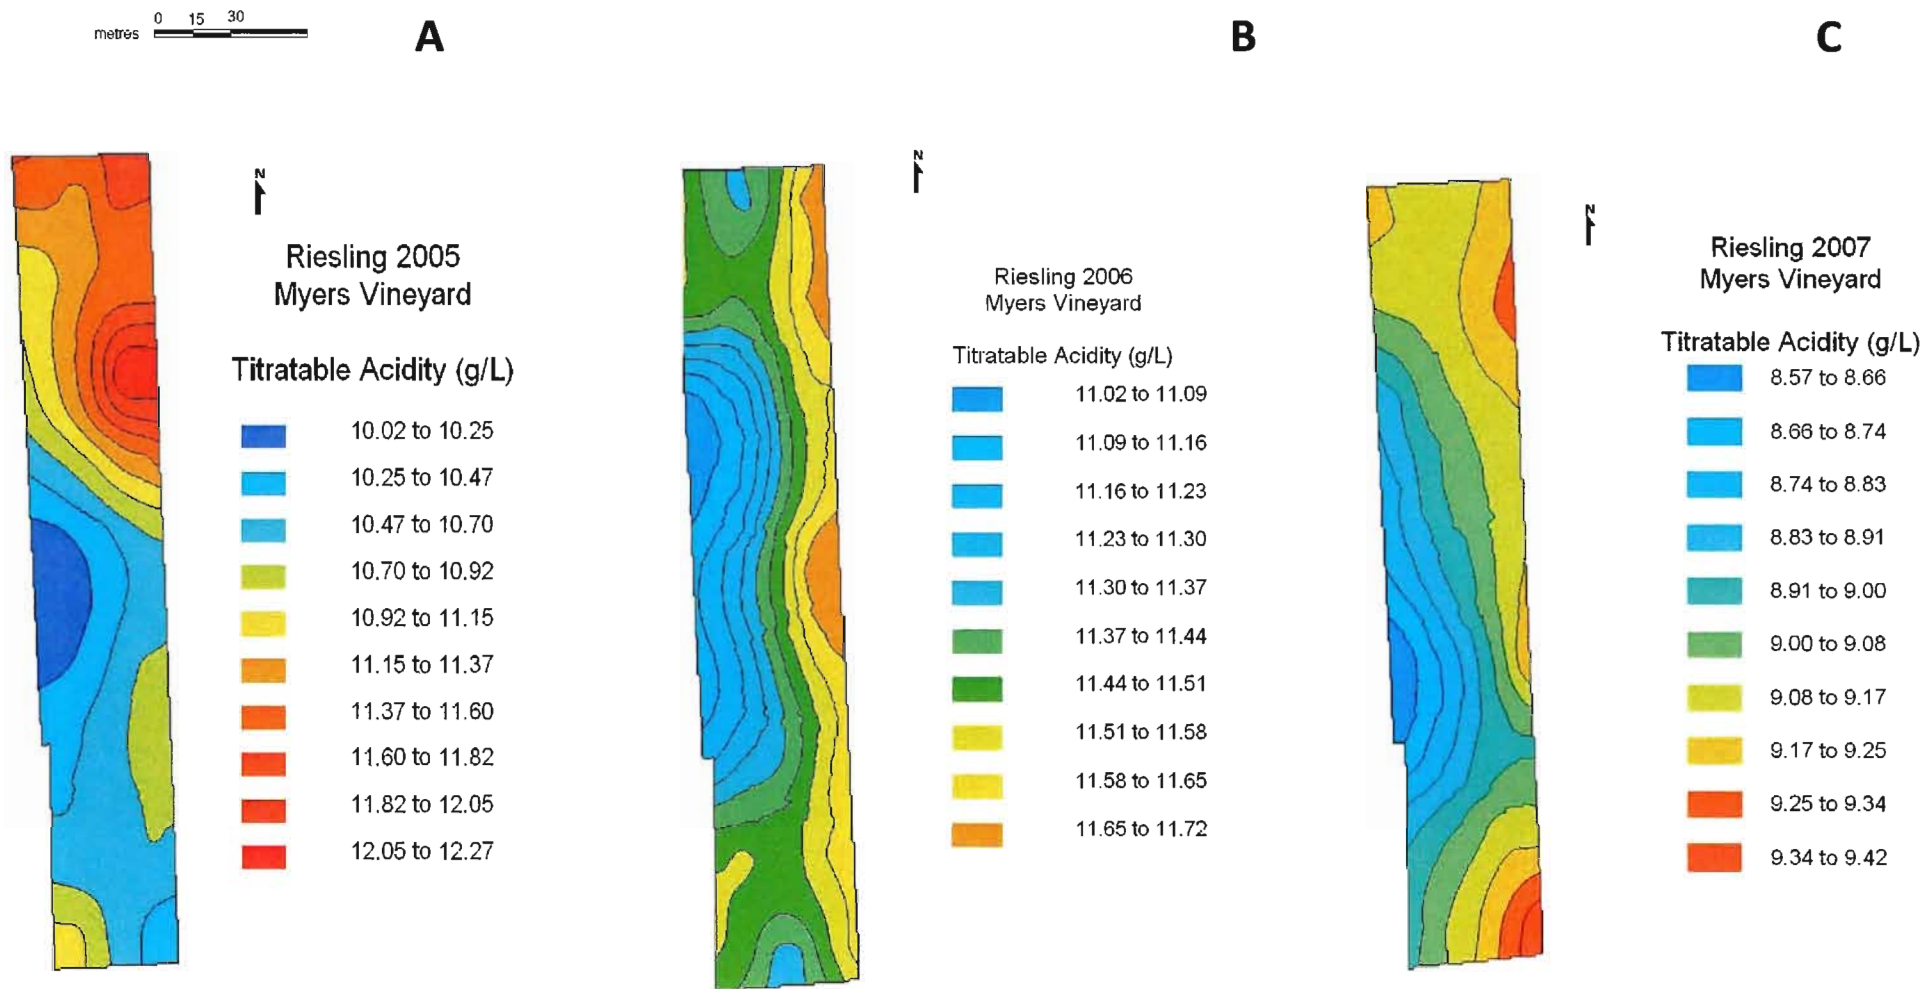 0 15 30
metres
A
B
C
N
Riesling 2005
Myers Vineyard
Titratable Acidity (g/L)
10.02 to 10.25
10.25 to 10.47
10.47 to 10.70
10.70 to 10.92
10.92 to 11.15
11.15 to 11.37
11.37 to 11.60
11.60 to 11.82
11.82 to 12.05
12.05 to 12.27
N
Riesling 2006
Myers Vineyard
Titratable Acidity (g/L)
11.02 to 11.09
11.09 to 11.16
11.16 to 11.23
11.23 to 11.30
11.30 to 11.37
11.37 to 11.44
11.44 to 11.51
11.51 to 11.58
11.58 to 11.65
11.65 to 11.72
N
Riesling 2007
Myers Vineyard
Titratable Acidity (g/L)
8.57 to 8.66
8.66 to 8.74
8.74 to 8.83
8.83 to 8.91
8.91 to 9.00
9.00 to 9.08
9.08 to 9.17
9.17 to 9.25
9.25 to 9.34
9.34 to 9.42